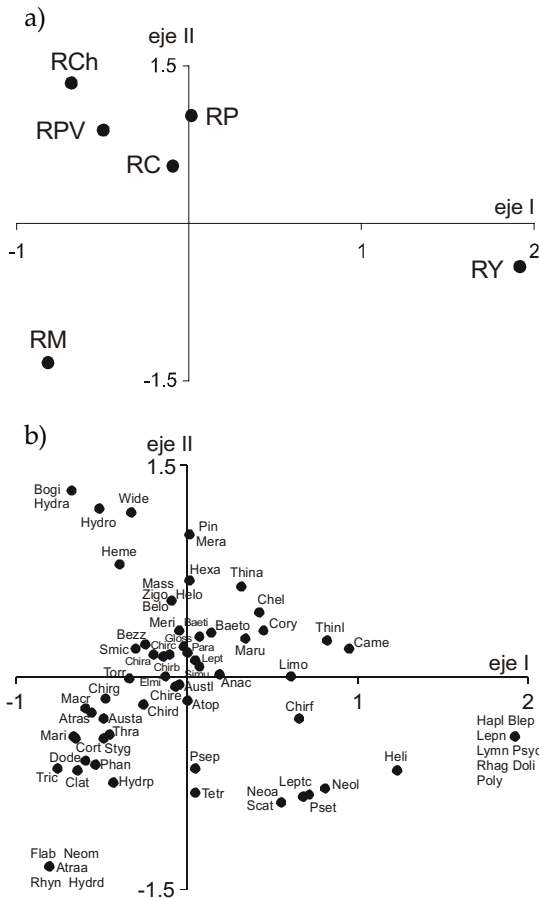 a)
eje II
1.5
RCh
RPV
RP
RC
eje I
-1
1
2
RY
RM
-1.5
b)
eje II
1.5
Bogi
Hydra
Wide
Hydro
Pin
Mera
Heme
Hexa
Mass
Zigo Helo
Belo
Thina
Chel
Meri
Baeti
Baeto
Cory
Bezz
Gloss
Maru
Thinl
Smic
Chirc
Para
Came
Chira
Lept
eje I
Torr
Chirb
Simu
Anac
Limo
-1
1
2
Elmi
Austl
Chirg
Chire
Macr
Chird
Atop
Atras
Austa
Chirf
Hapl Blep
Mari
Thra
Lepn
Cort Styg
Lymn Psyc
Dode
Phan
Psep
Heli
Rhag Doli
Tric
Clat
Hydrp
Leptc
Neol
Poly
Tetr
Neoa
Scat
Pset
Flab Neom
Atraa
Rhyn Hydrd
-1.5